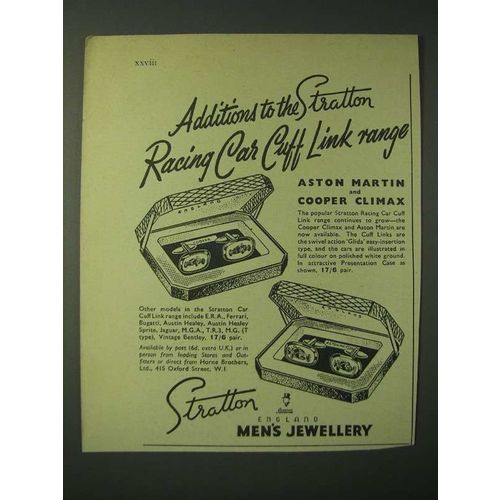 xxviii
Additions to the Stratton
Racing Car Cuff Link range
ASTON MARTIN
and
COOPER CLIMAX
The popular Stratton Racing Car Cuff
Link range continues to grow—the
Cooper Climax and Aston Martin are
now available. The Cuff Links are
the swivel action 'Glida' easy-insertion
type, and the cars are illustrated in
full colour on polished white ground.
In attractive Presentation Case as
shown, 17/6 pair.
ENGLAND
Other models in the Stratton Car
Cuff Link range include E.R.A., Ferrari,
Bugatti, Austin Healey, Austin Healey
Sprite, Jaguar, M.G.A., T.R.3, M.G. (T
type), Vintage Bentley, 17/6 pair.
Available by post (6d. extra U.K.) or in
person from leading Stores and Out-
fitters or direct from Horne Brothers,
Ltd., 415 Oxford Street, W.1.
Stratton
ENGLAND
MEN'S JEWELLERY